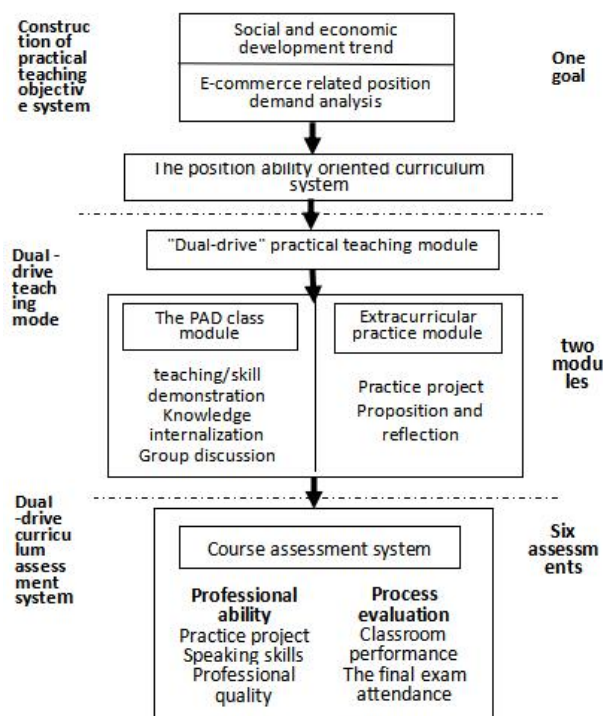 Construc
tion of
practical
teaching
objectiv
e system
Social and economic
development trend
E-commerce related position
demand analysis
One
goal
The position ability oriented curriculum
system
Dual -
drive
teach
ing
mode
"Dual-drive" practical teaching module
The PAD class
module
teaching/skill
demonstration
Knowledge
internalization
Group discussion
Extracurricular
practice module
Practice project
Proposition and
reflection
two
modu
les
Dual
-drive
curricu
lum
assess
ment
system
Course assessment system
Professional
ability
Practice project
Speaking skills
Professional
quality
Process
evaluation
Classroom
performance
The final exam
attendance
Six
assessm
ents